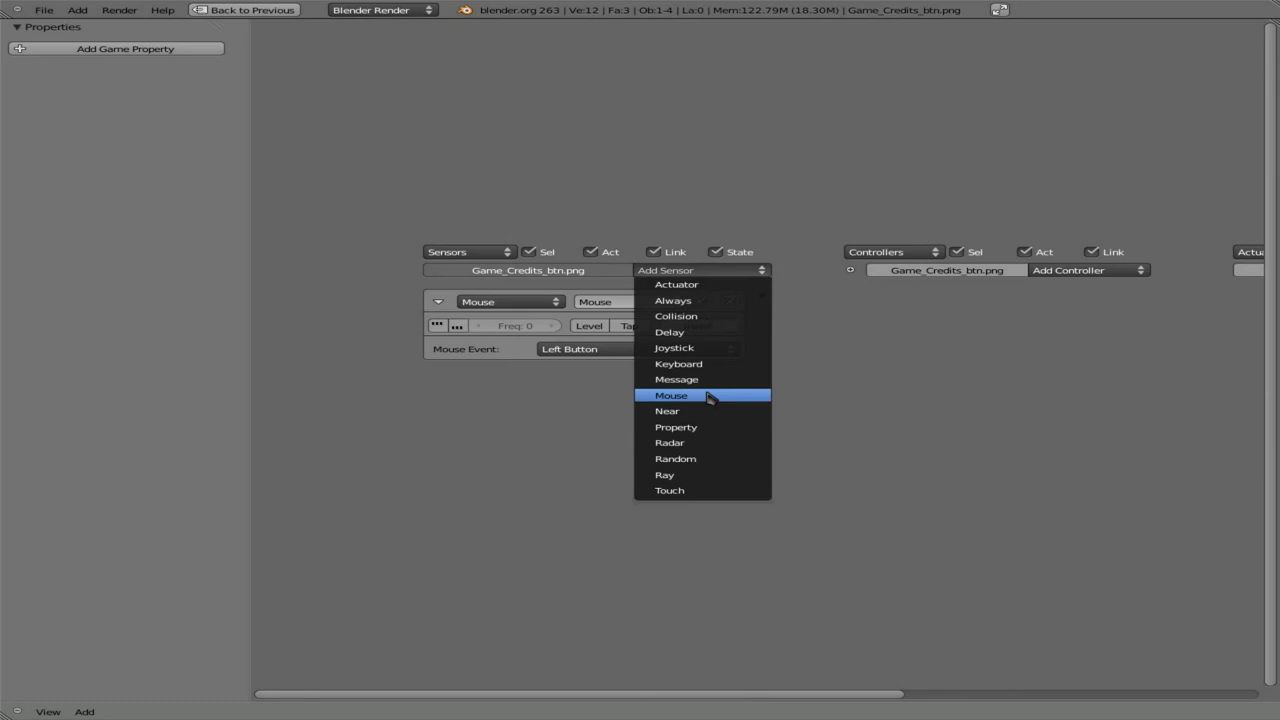 File Add Render Help Back to Previous Blender Render blender.org 263 | Ve:12 | Fa:3 | Ob:1-4 | La:0 | Mem:122.79M (18.30M) | Game_Credits_btn.png
Properties
Add Game Property
Sensors Sel Act Link State Controllers Sel Act Link
Game_Credits_btn.png Add Sensor Game_Credits_btn.png Add Controller
Actuator
Always
Mouse Mouse
Collision
Freq: 0 Level
Delay
Joystick
Mouse Event: Left Button
Keyboard
Message
Mouse
Near
Property
Radar
Random
Ray
Touch
View Add